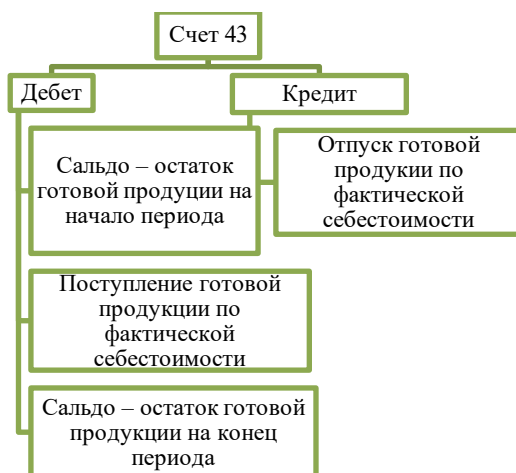 Счет 43
Дебет
Кредит
Сальдо – остаток
готовой продуции на
начало периода
Отпуск готовой
продукии по
фактической
себестоимости
Поступление готовой
продукции по
фактической
себестоимости
Сальдо – остаток готовой
продукции на конец
периода